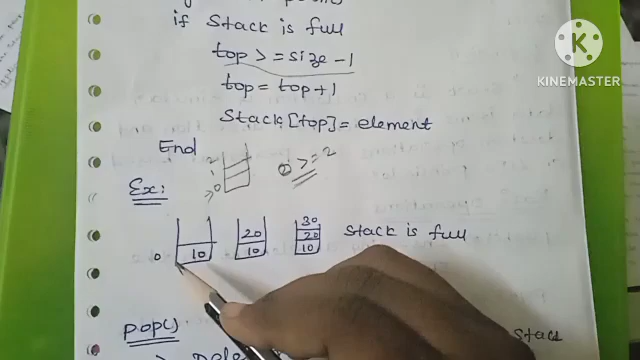 if Stack is full
top >= size - 1
top = top + 1
Stack [top] = element
End
2
1
0
2 >= 2
Ex:
30
20 20
0 10 10 10 Stack is full
pop()
stack
KINEMASTER